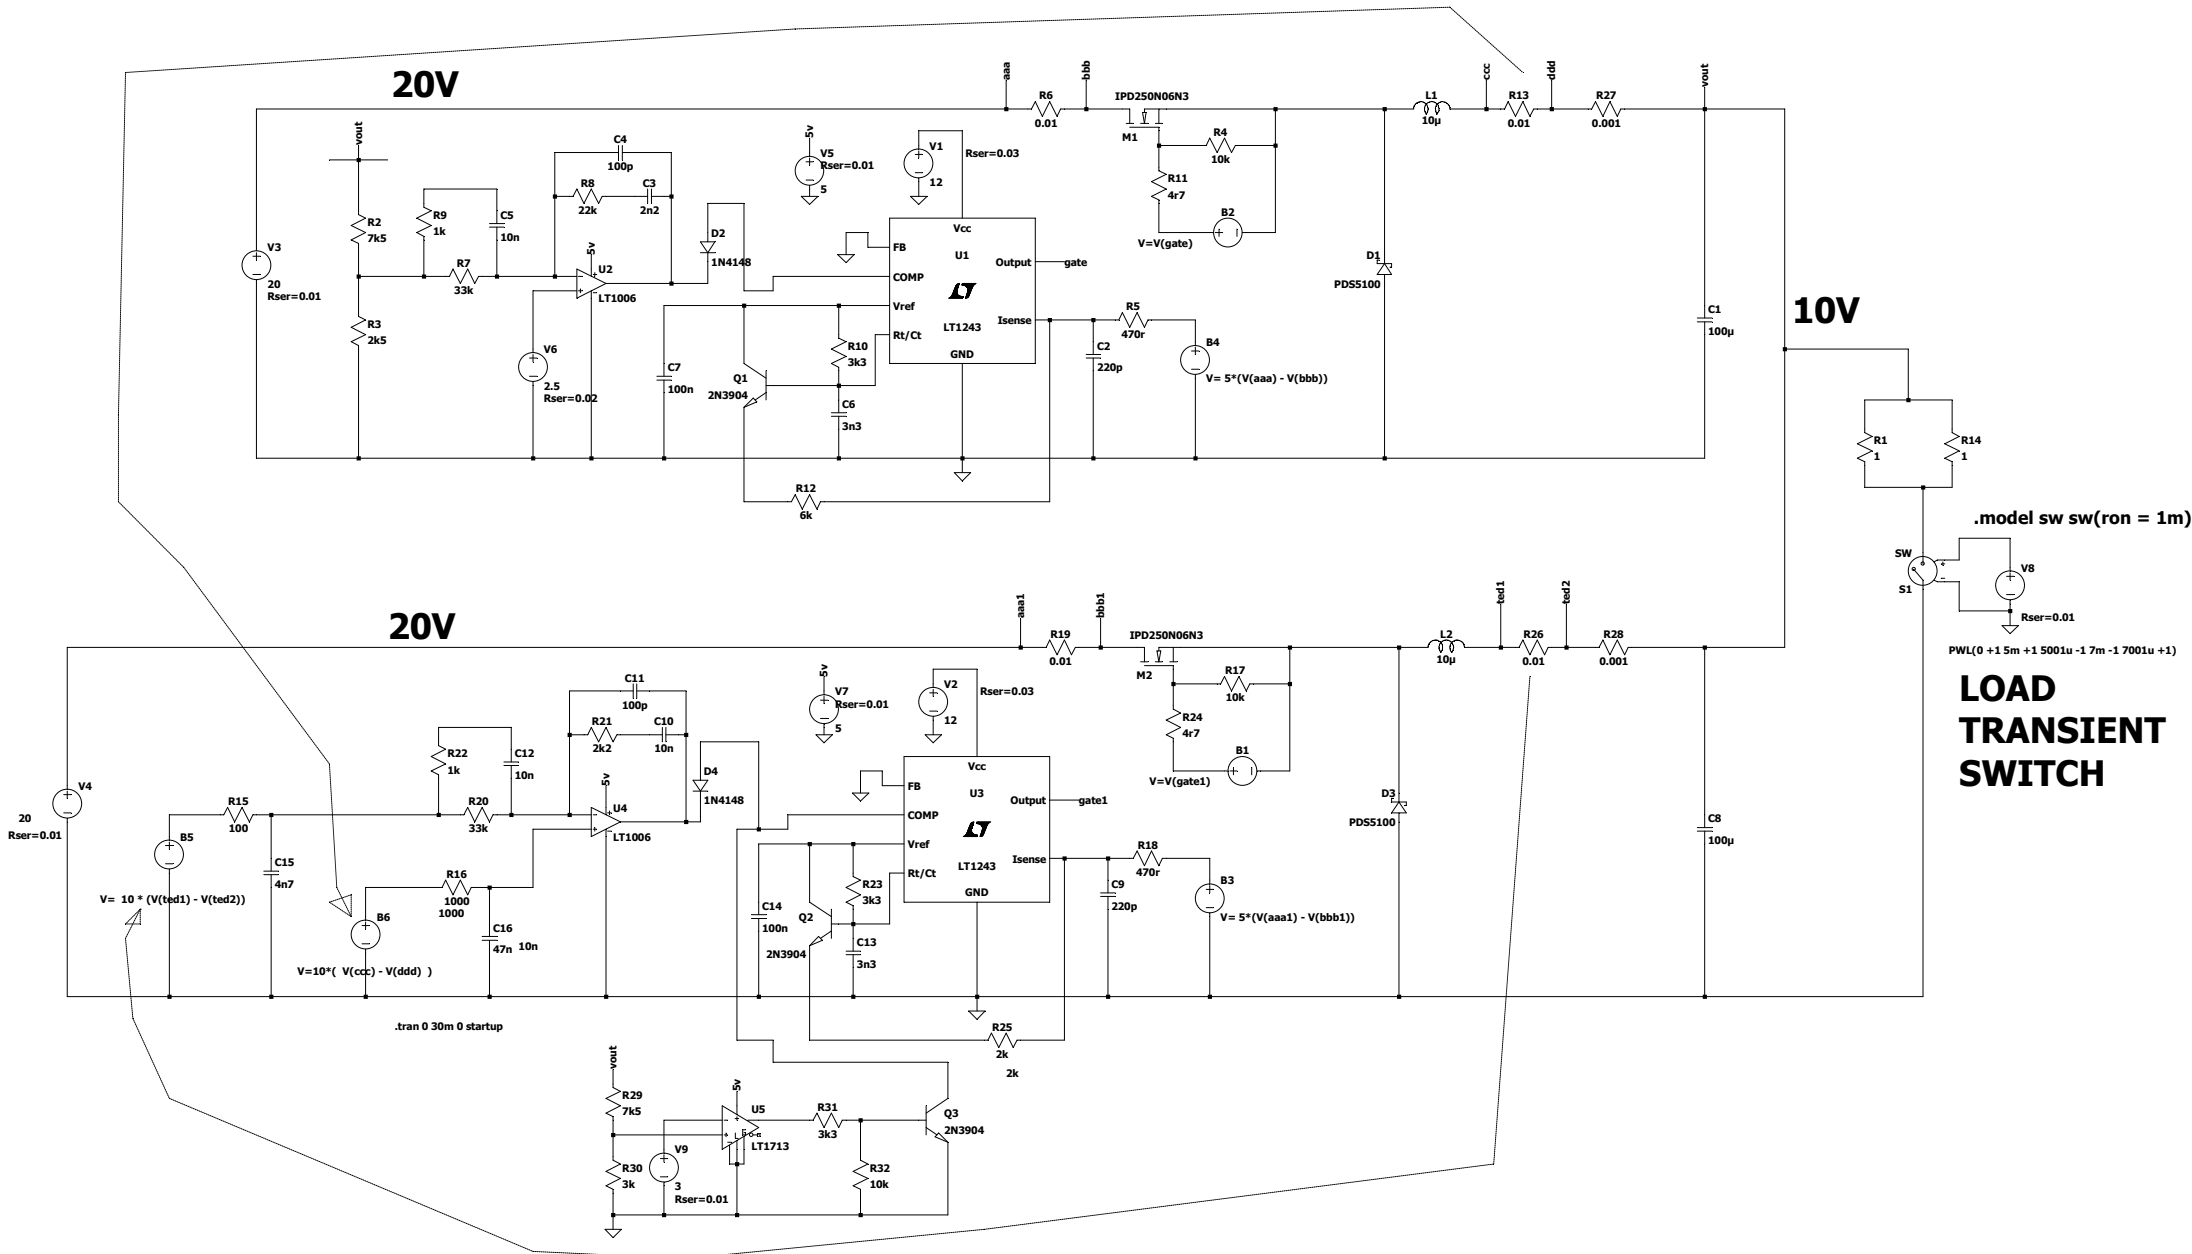 20V
aaa
R6
0.01
bbb
IPD250N06N3
M1
R4
10k
R11
4r7
B2
V=V(gate)
L1
10µ
ccc
R13
0.01
ddd
R27
0.001
vout
vout
R2
7k5
R3
2k5
V3
20
Rser=0.01
R9
1k
C5
10n
R7
33k
C4
100p
R8
22k
C3
2n2
5v
U2
LT1006
D2
1N4148
V6
2.5
Rser=0.02
5v
V5
Rser=0.01
5
V1
12
Rser=0.03
Vcc
FB
U1
COMP
Output
gate
Vref
Isense
LT1243
Rt/Ct
GND
C7
100n
Q1
2N3904
R10
3k3
C6
3n3
R12
6k
R5
470r
C2
220p
B4
V= 5*(V(aaa) - V(bbb))
D1
PDS5100
C1
100µ
10V
R1
1
R14
1
.model sw sw(ron = 1m)
SW
S1
V8
Rser=0.01
PWL(0 +1 5m +1 5001u -1 7m -1 7001u +1)
LOAD
TRANSIENT
SWITCH
20V
aaa1
R19
0.01
bbb1
IPD250N06N3
M2
R17
10k
R24
4r7
B1
V=V(gate1)
L2
10µ
ted1
R26
0.01
ted2
R28
0.001
V4
20
Rser=0.01
B5
V= 10 * (V(ted1) - V(ted2))
R15
100
C15
4n7
R22
1k
C12
10n
R20
33k
C11
100p
R21
2k2
C10
10n
5v
U4
LT1006
D4
1N4148
R16
1000
1000
B6
V=10*( V(ccc) - V(ddd) )
C16
47n
10n
5v
V7
Rser=0.01
5
V2
12
Rser=0.03
Vcc
FB
U3
COMP
Output
gate1
Vref
Isense
LT1243
Rt/Ct
GND
C14
100n
Q2
2N3904
R23
3k3
C13
3n3
R25
2k
2k
R18
470r
C9
220p
B3
V= 5*(V(aaa1) - V(bbb1))
D3
PDS5100
C8
100µ
.tran 0 30m 0 startup
vout
R29
7k5
R30
3k
V9
3
Rser=0.01
5v
U5
LT1713
R31
3k3
R32
10k
Q3
2N3904